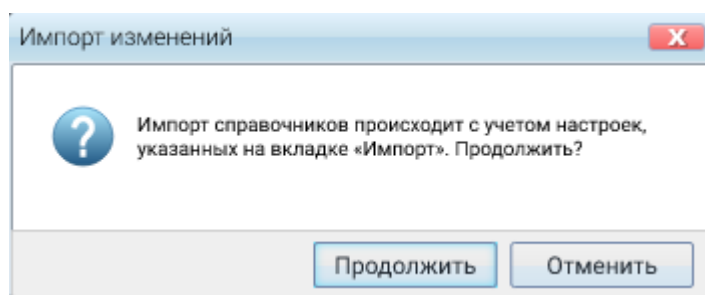 Импорт изменений
Импорт справочников происходит с учетом настроек,
указанных на вкладке «Импорт». Продолжить?
Продолжить
Отменить